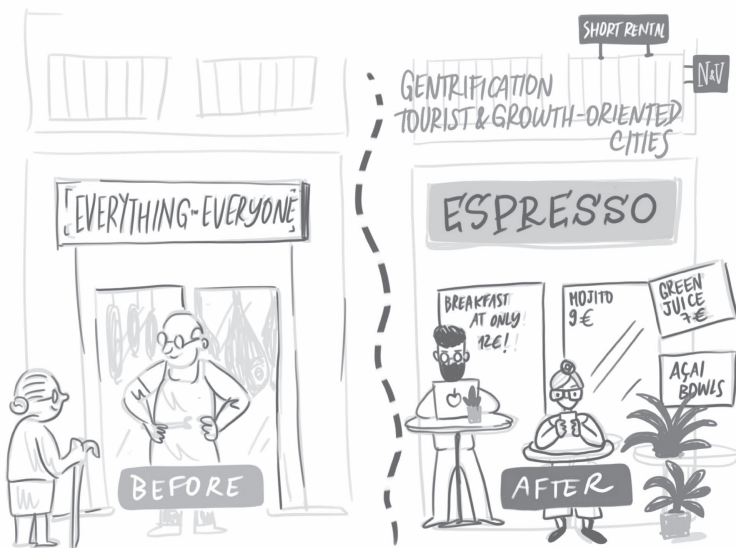 SHORT RENTAL
N&V
GENTRIFICATION
TOURIST & GROWTH-ORIENTED
CITIES
EVERYTHING EVERYONE
ESPRESSO
BREAKFAST
AT ONLY
12€!
MOJITO
9€
GREEN
JUICE
7€
AÇAI
BOWLS
BEFORE
AFTER